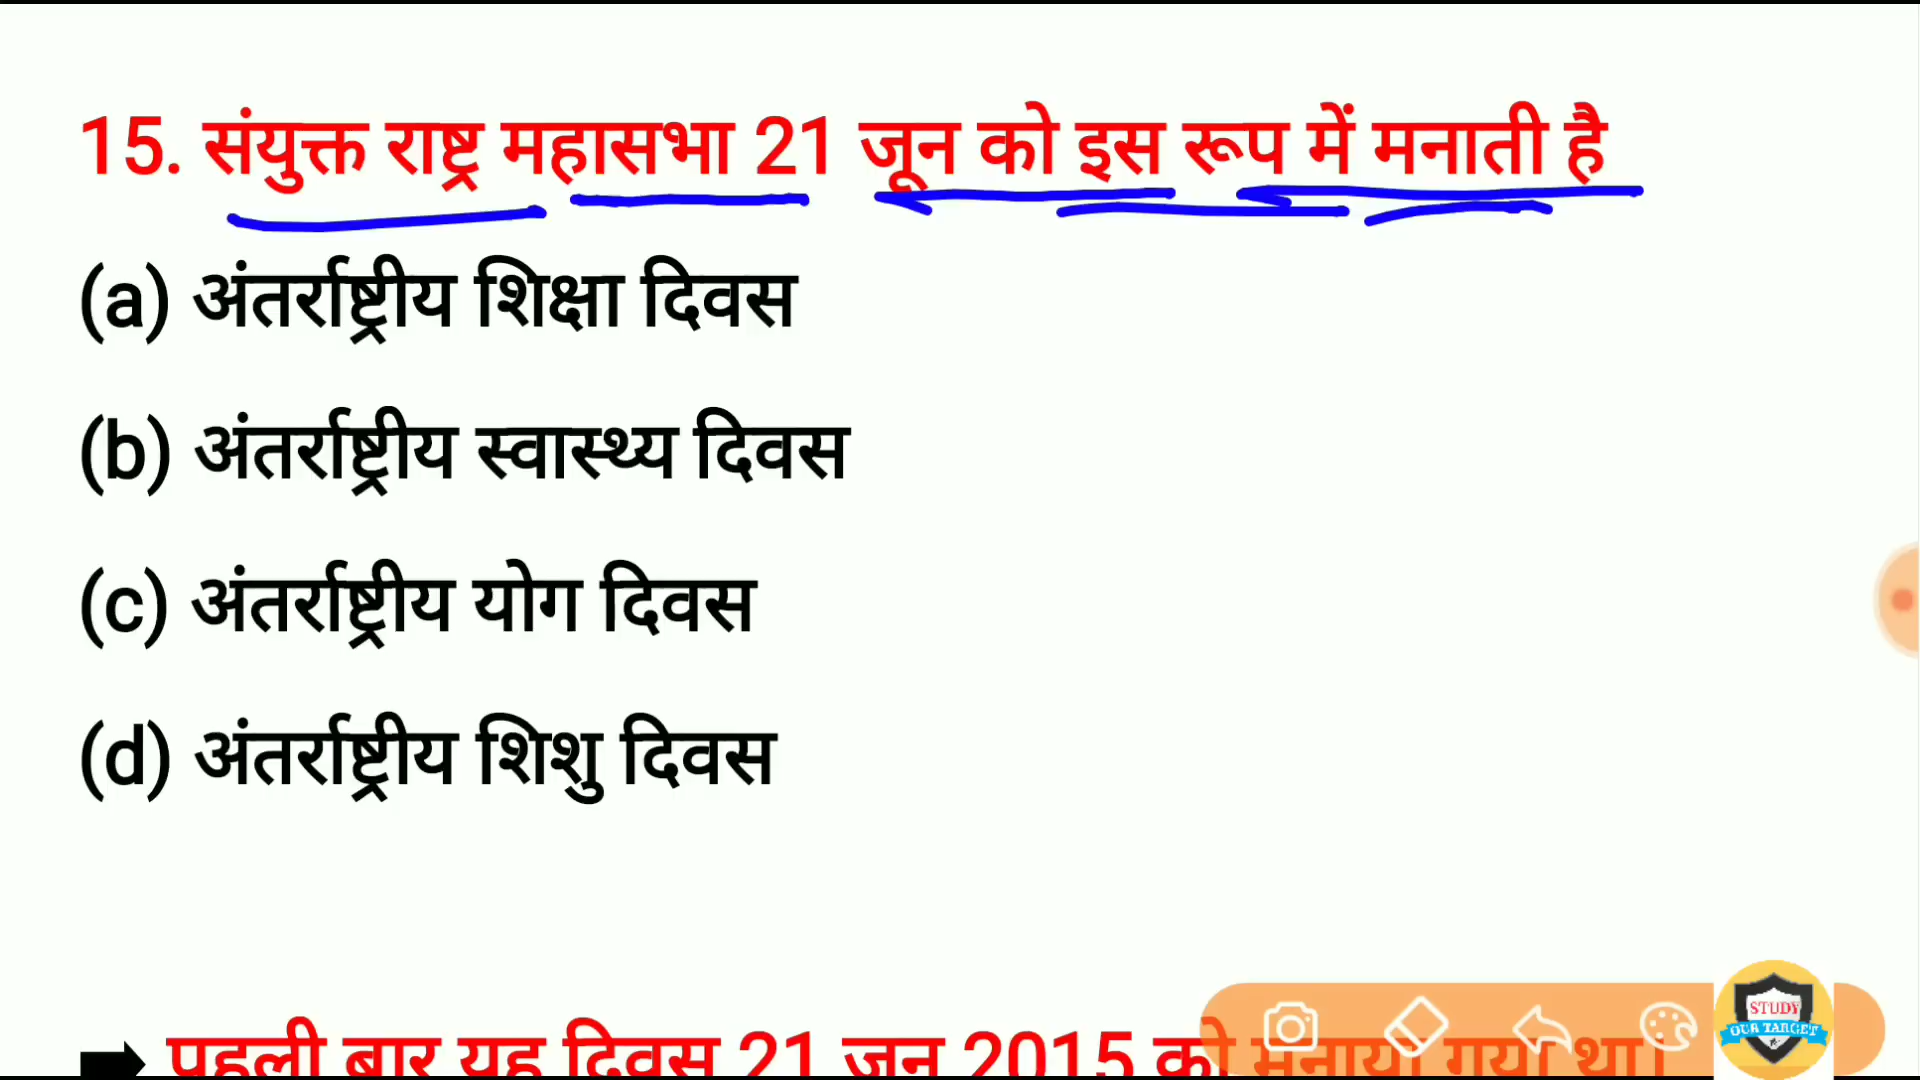 15. संयुक्त राष्ट्र महासभा 21 जून को इस रूप में मनाती है
(a) अंतर्राष्ट्रीय शिक्षा दिवस
(b) अंतर्राष्ट्रीय स्वास्थ्य दिवस
(c) अंतर्राष्ट्रीय योग दिवस
(d) अंतर्राष्ट्रीय शिशु दिवस
पहली बार यह दिवस 21 जून 2015 को मनाया गया था।
STUDY
OUR TARGET